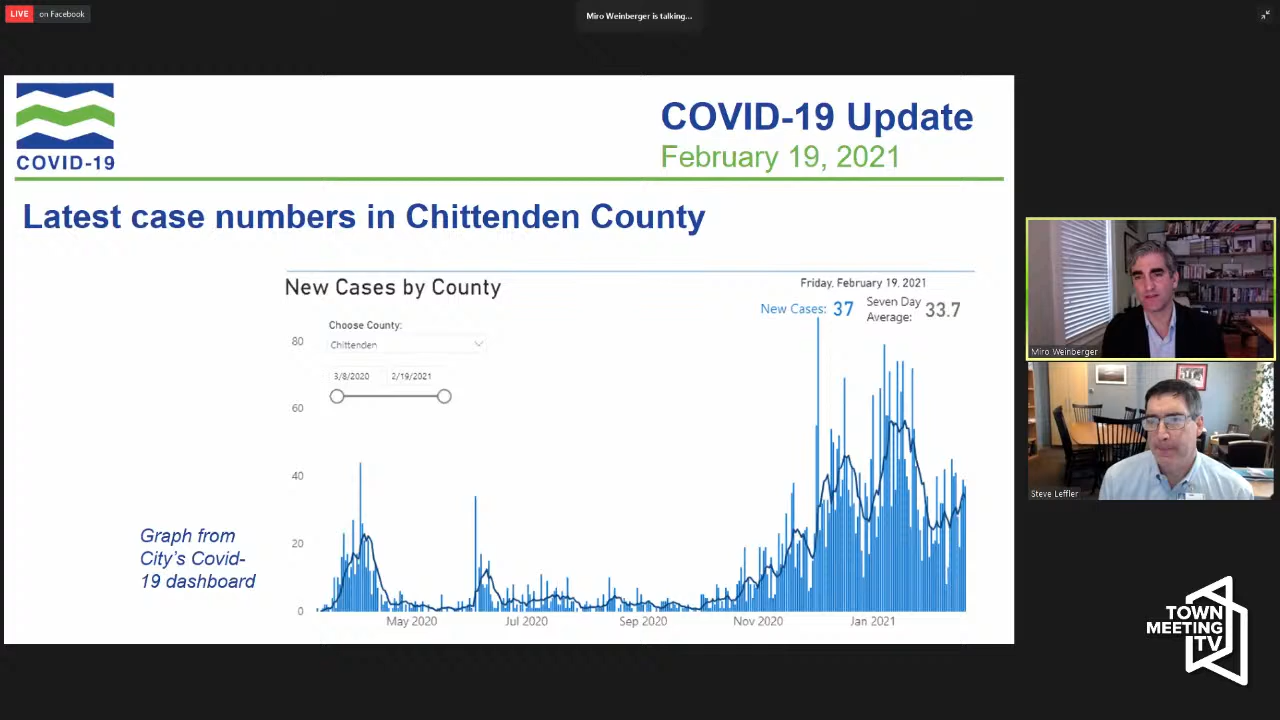 LIVE on Facebook
Miro Weinberger is talking...
COVID-19
COVID-19 Update
February 19, 2021
Latest case numbers in Chittenden County
New Cases by County
Friday, February 19, 2021
New Cases: 37
Seven Day
Average: 33.7
Choose County:
Chittenden
3/8/2020 2/19/2021
80
60
40
20
0
May 2020 Jul 2020 Sep 2020 Nov 2020 Jan 2021
Graph from
City's Covid-
19 dashboard
Miro Weinberger
Steve Leffler
TOWN
MEETING
TV